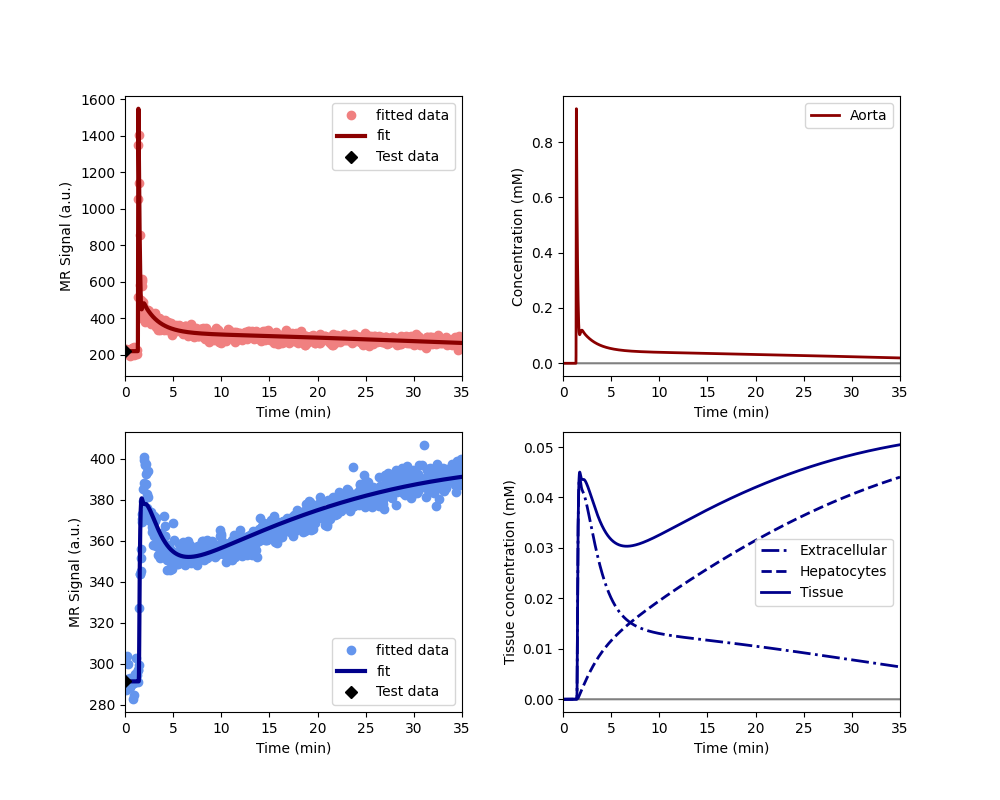 MR Signal (a.u.)
1600
1400
1200
1000
800
600
400
200
fitted data
fit
Test data
0 5 10 15 20 25 30 35
Time (min)
Concentration (mM)
0.8
0.6
0.4
0.2
0.0
Aorta
0 5 10 15 20 25 30 35
Time (min)
MR Signal (a.u.)
400
380
360
340
320
300
280
fitted data
fit
Test data
0 5 10 15 20 25 30 35
Time (min)
Tissue concentration (mM)
0.05
0.04
0.03
0.02
0.01
0.00
Extracellular
Hepatocytes
Tissue
0 5 10 15 20 25 30 35
Time (min)